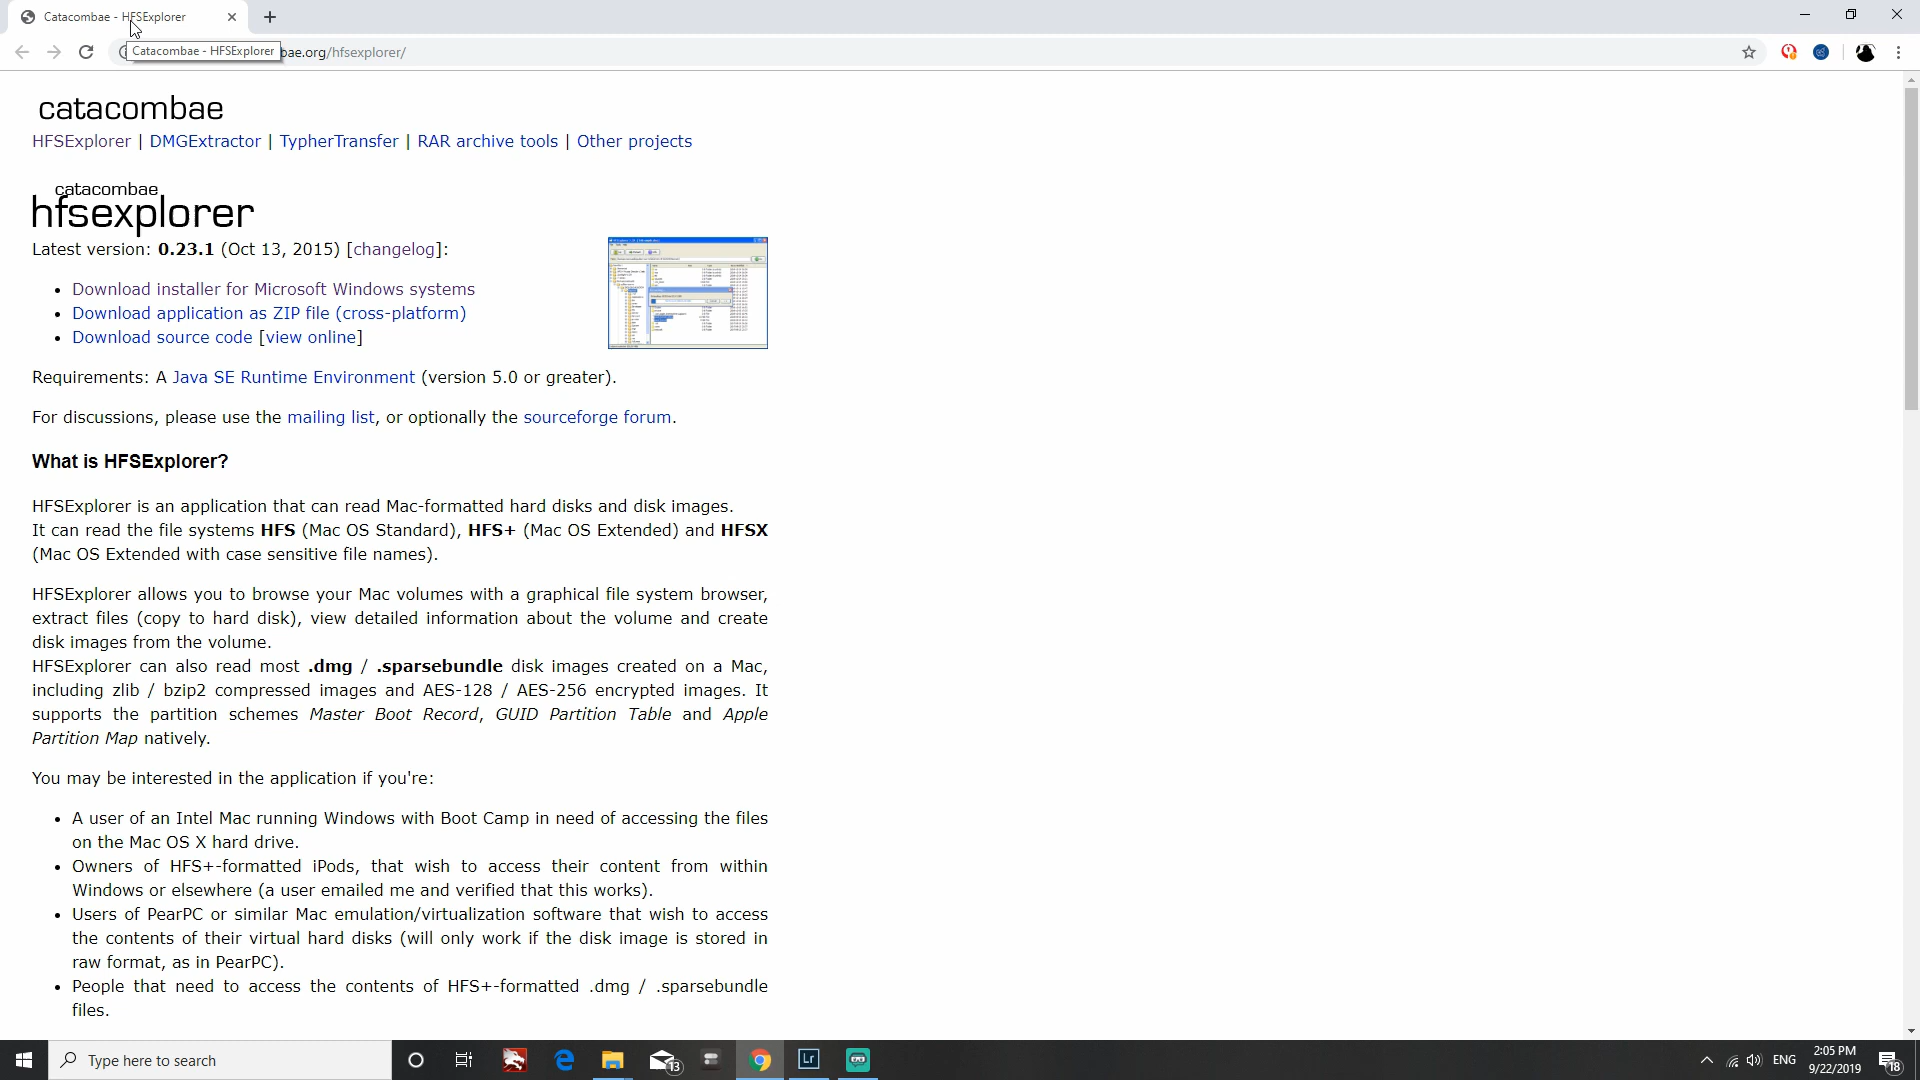 Catacombae - HFSExplorer
Catacombae - HFSExplorer
bae.org/hfsexplorer/
catacombae
HFSExplorer | DMGExtractor | TypherTransfer | RAR archive tools | Other projects
catacombae
hfsexplorer
Latest version: 0.23.1 (Oct 13, 2015) [changelog]:
• Download installer for Microsoft Windows systems
• Download application as ZIP file (cross-platform)
• Download source code [view online]
Requirements: A Java SE Runtime Environment (version 5.0 or greater).
For discussions, please use the mailing list, or optionally the sourceforge forum.
What is HFSExplorer?
HFSExplorer is an application that can read Mac-formatted hard disks and disk images.
It can read the file systems HFS (Mac OS Standard), HFS+ (Mac OS Extended) and HFSX
(Mac OS Extended with case sensitive file names).
HFSExplorer allows you to browse your Mac volumes with a graphical file system browser,
extract files (copy to hard disk), view detailed information about the volume and create
disk images from the volume.
HFSExplorer can also read most .dmg / .sparsebundle disk images created on a Mac,
including zlib / bzip2 compressed images and AES-128 / AES-256 encrypted images. It
supports the partition schemes Master Boot Record, GUID Partition Table and Apple
Partition Map natively.
You may be interested in the application if you're:
• A user of an Intel Mac running Windows with Boot Camp in need of accessing the files
on the Mac OS X hard drive.
• Owners of HFS+-formatted iPods, that wish to access their content from within
Windows or elsewhere (a user emailed me and verified that this works).
• Users of PearPC or similar Mac emulation/virtualization software that wish to access
the contents of their virtual hard disks (will only work if the disk image is stored in
raw format, as in PearPC).
• People that need to access the contents of HFS+-formatted .dmg / .sparsebundle
files.
Type here to search
13
Lr
ENG
2:05 PM
9/22/2019
18